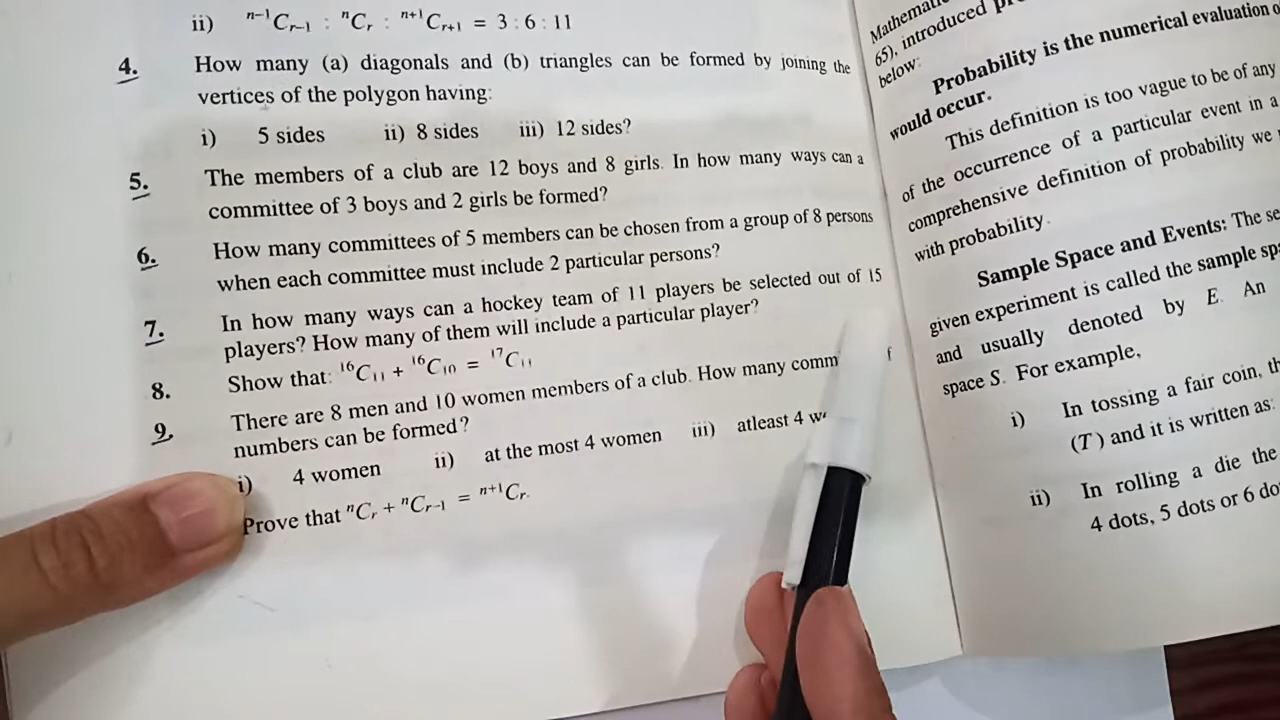 ii) ⁿ⁻¹Cᵣ₋₁ : ⁿCᵣ : ⁿ⁺¹Cᵣ₊₁ = 3 : 6 : 11
4. How many (a) diagonals and (b) triangles can be formed by joining the
vertices of the polygon having:
i) 5 sides ii) 8 sides iii) 12 sides?
5. The members of a club are 12 boys and 8 girls. In how many ways can a
committee of 3 boys and 2 girls be formed?
6. How many committees of 5 members can be chosen from a group of 8 persons
when each committee must include 2 particular persons?
7. In how many ways can a hockey team of 11 players be selected out of 15
players? How many of them will include a particular player?
8. Show that: ¹⁶C₁₁ + ¹⁶C₁₀ = ¹⁷C₁₁
9. There are 8 men and 10 women members of a club. How many comm
numbers can be formed?
i) 4 women ii) at the most 4 women iii) atleast 4
Prove that ⁿCᵣ + ⁿCᵣ₋₁ = ⁿ⁺¹Cᵣ.
65), introduced
below:
Probability is the numerical evaluation
would occur.
This definition is too vague to be of any
of the occurrence of a particular event in a
comprehensive definition of probability we
with probability.
Sample Space and Events: The
given experiment is called the sample
and usually denoted by E. An
space S. For example,
i) In tossing a fair coin,
(T) and it is written as:
ii) In rolling a die the
4 dots, 5 dots or 6